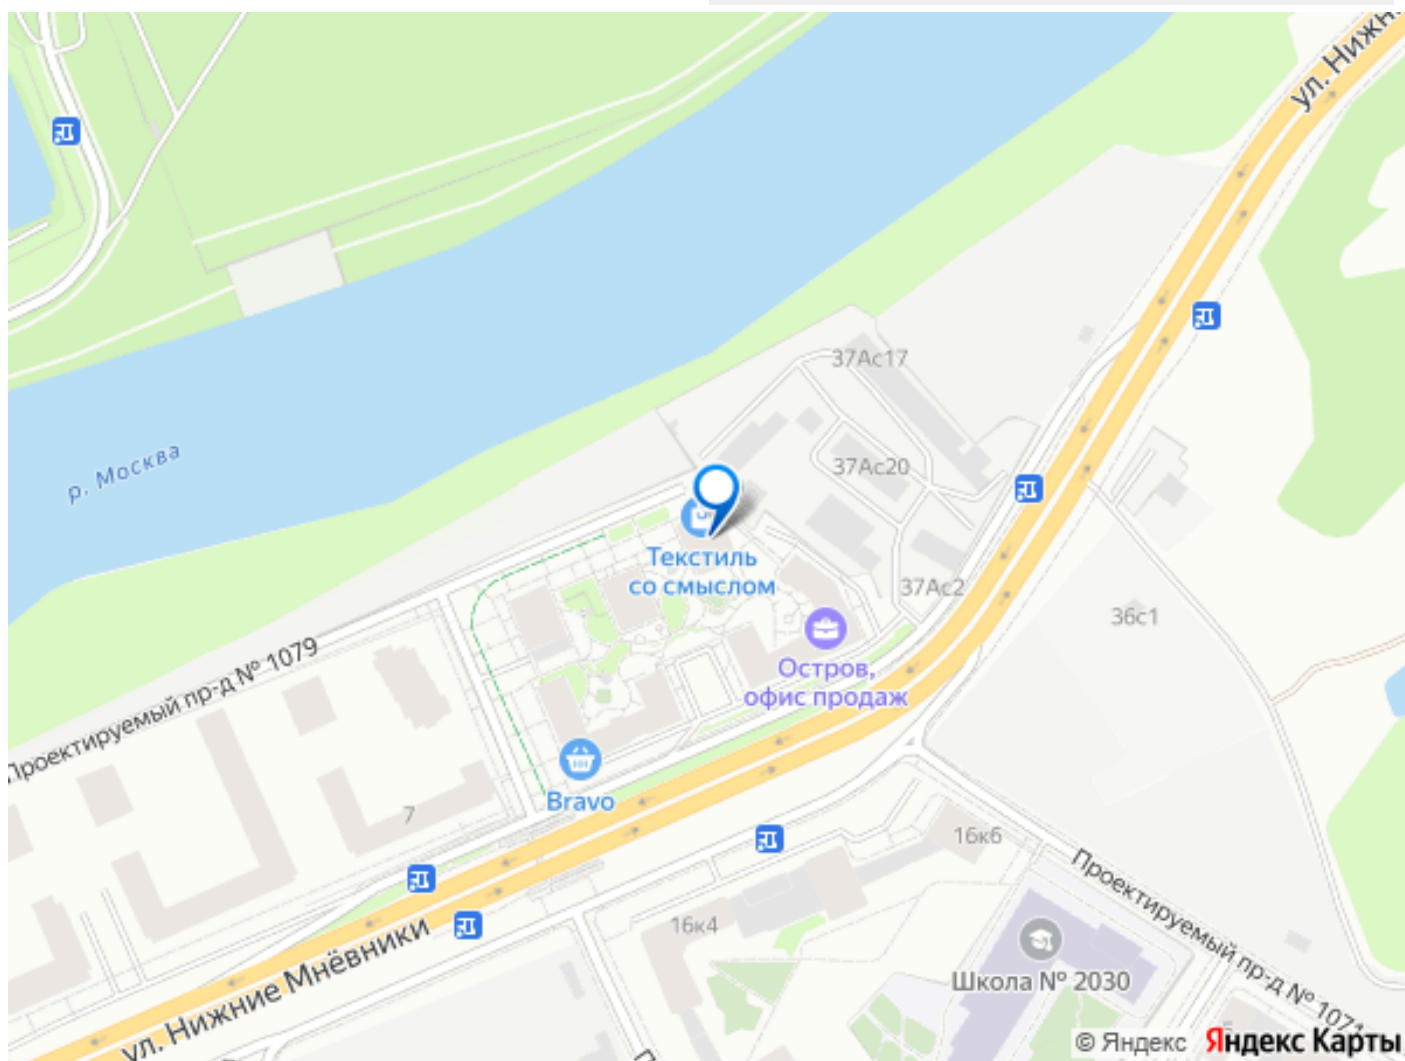 ул. Нижн
37Ас17
р. Москва
37Ас20
Текстиль
со смыслом
37Ас2
36с1
Остров,
офис продаж
Проектируемый пр-д № 1079
Bravo
7
16к6
Проектируемый пр-д № 1071
16к4
ул. Нижние Мнёвники
Школа № 2030
© Яндекс Яндекс Карты